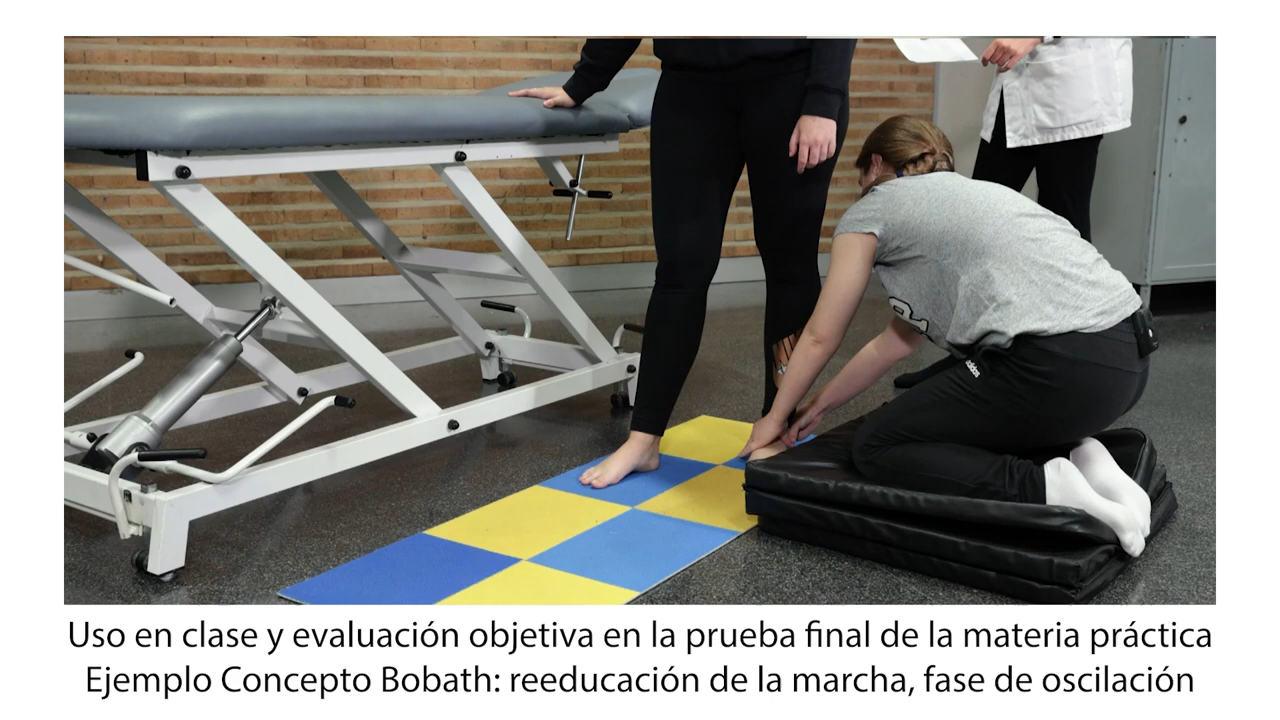 adidas
Uso en clase y evaluación objetiva en la prueba final de la materia práctica
Ejemplo Concepto Bobath: reeducación de la marcha, fase de oscilación